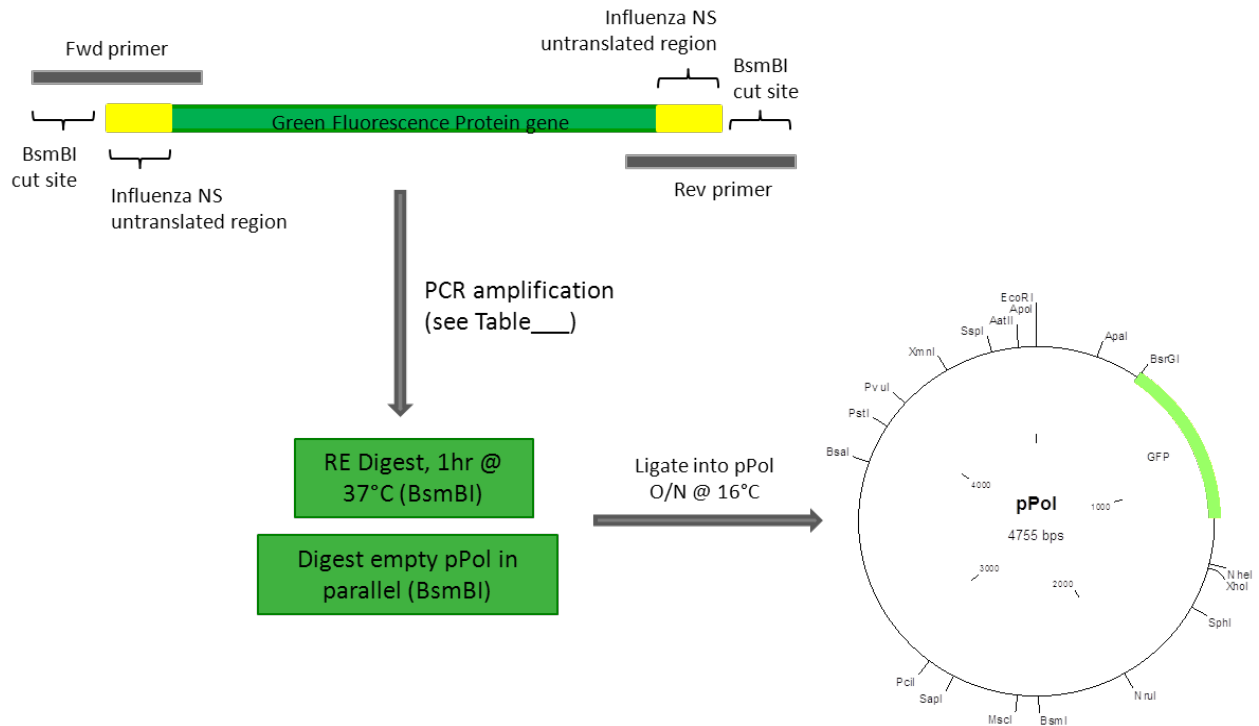 Fwd primer
Influenza NS
untranslated region
BsmBI
cut site
Green Fluorescence Protein gene
BsmBI
cut site
Influenza NS
untranslated region
Rev primer
PCR amplification
(see Table___)
RE Digest, 1hr @
37°C (BsmBI)
Digest empty pPol in
parallel (BsmBI)
Ligate into pPol
O/N @ 16°C
EcoRI
ApoI
AatII
SspI
XmnI
PvuI
PstI
BsaI
ApaI
BsrGI
GFP
4000
1000
pPol
4755 bps
3000
2000
NheI
XhoI
SphI
NruI
BsmI
MscI
SapI
PciI